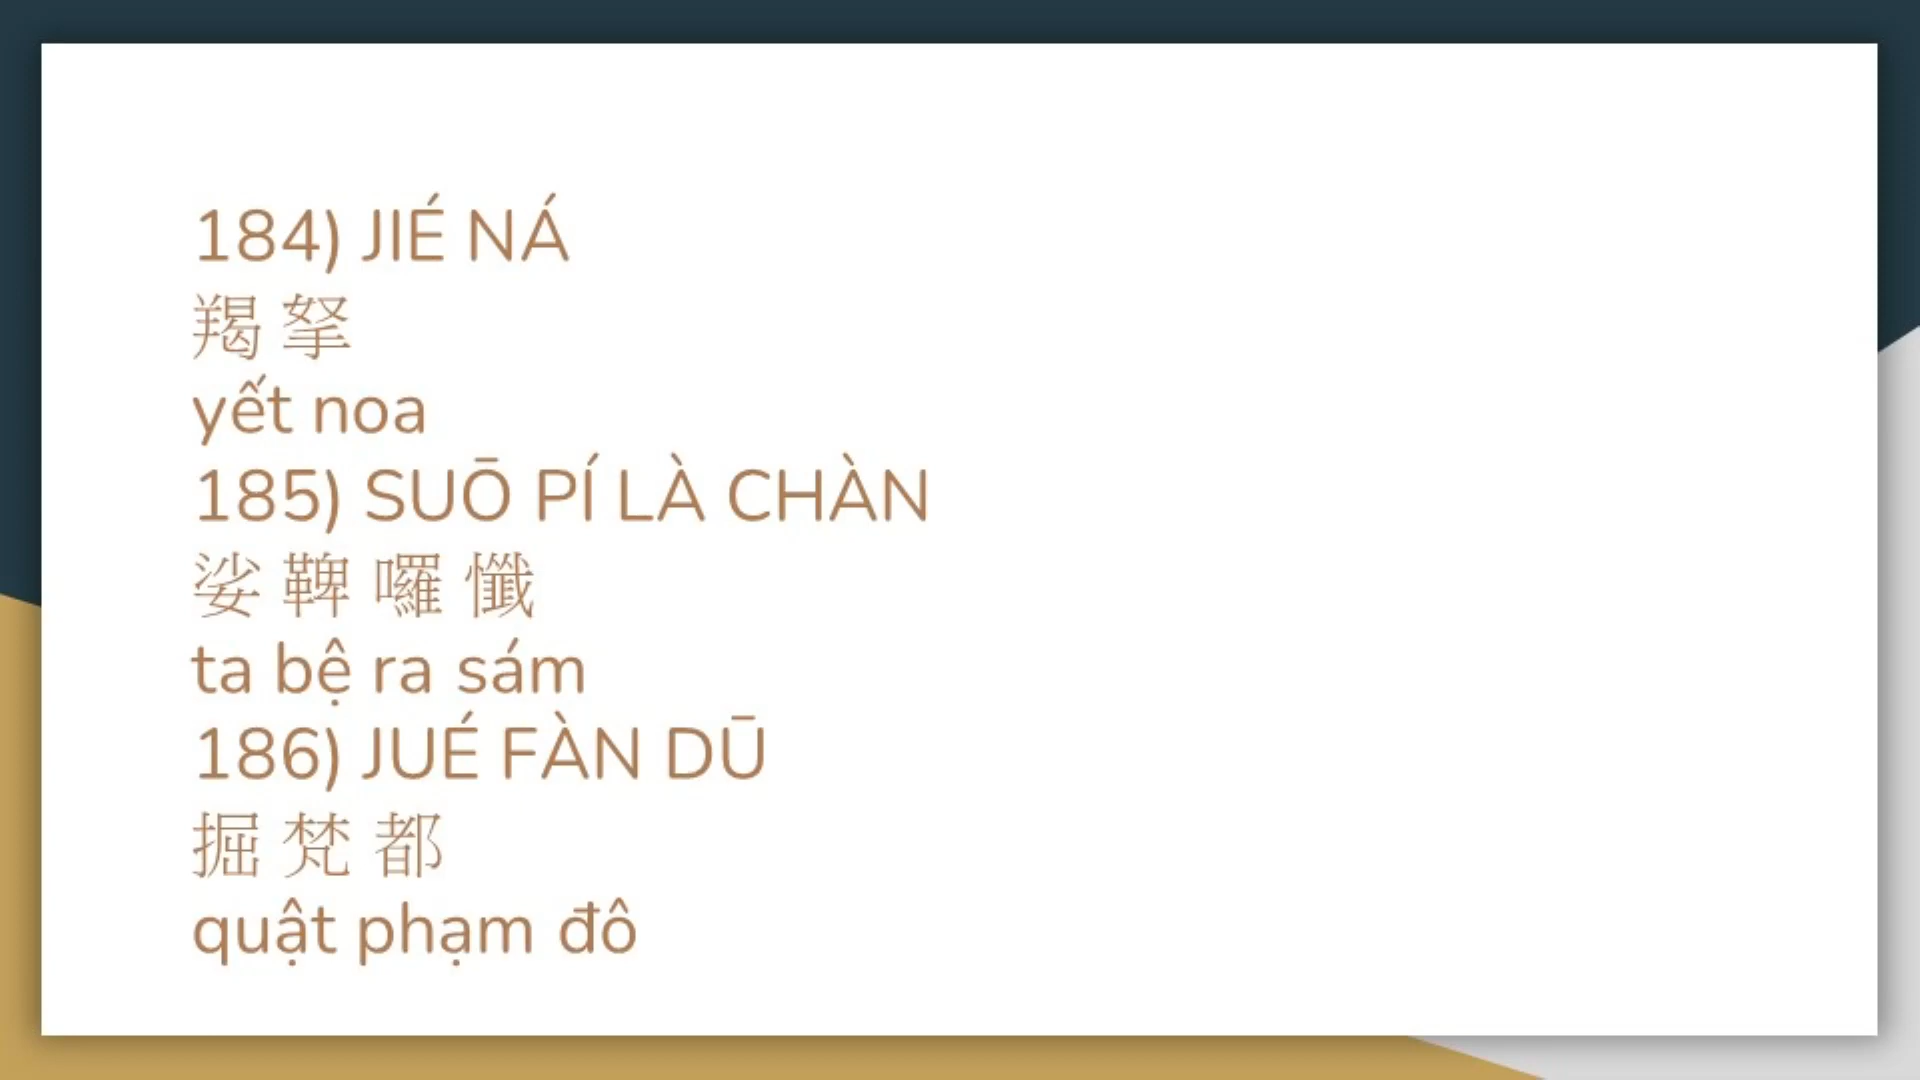 184) JIÉ NÁ
羯 拏
yết noa
185) SUŌ PÍ LÀ CHÀN
娑 鞞 囉 懺
ta bệ ra sám
186) JUÉ FÀN DŪ
掘 梵 都
quật phạm đô